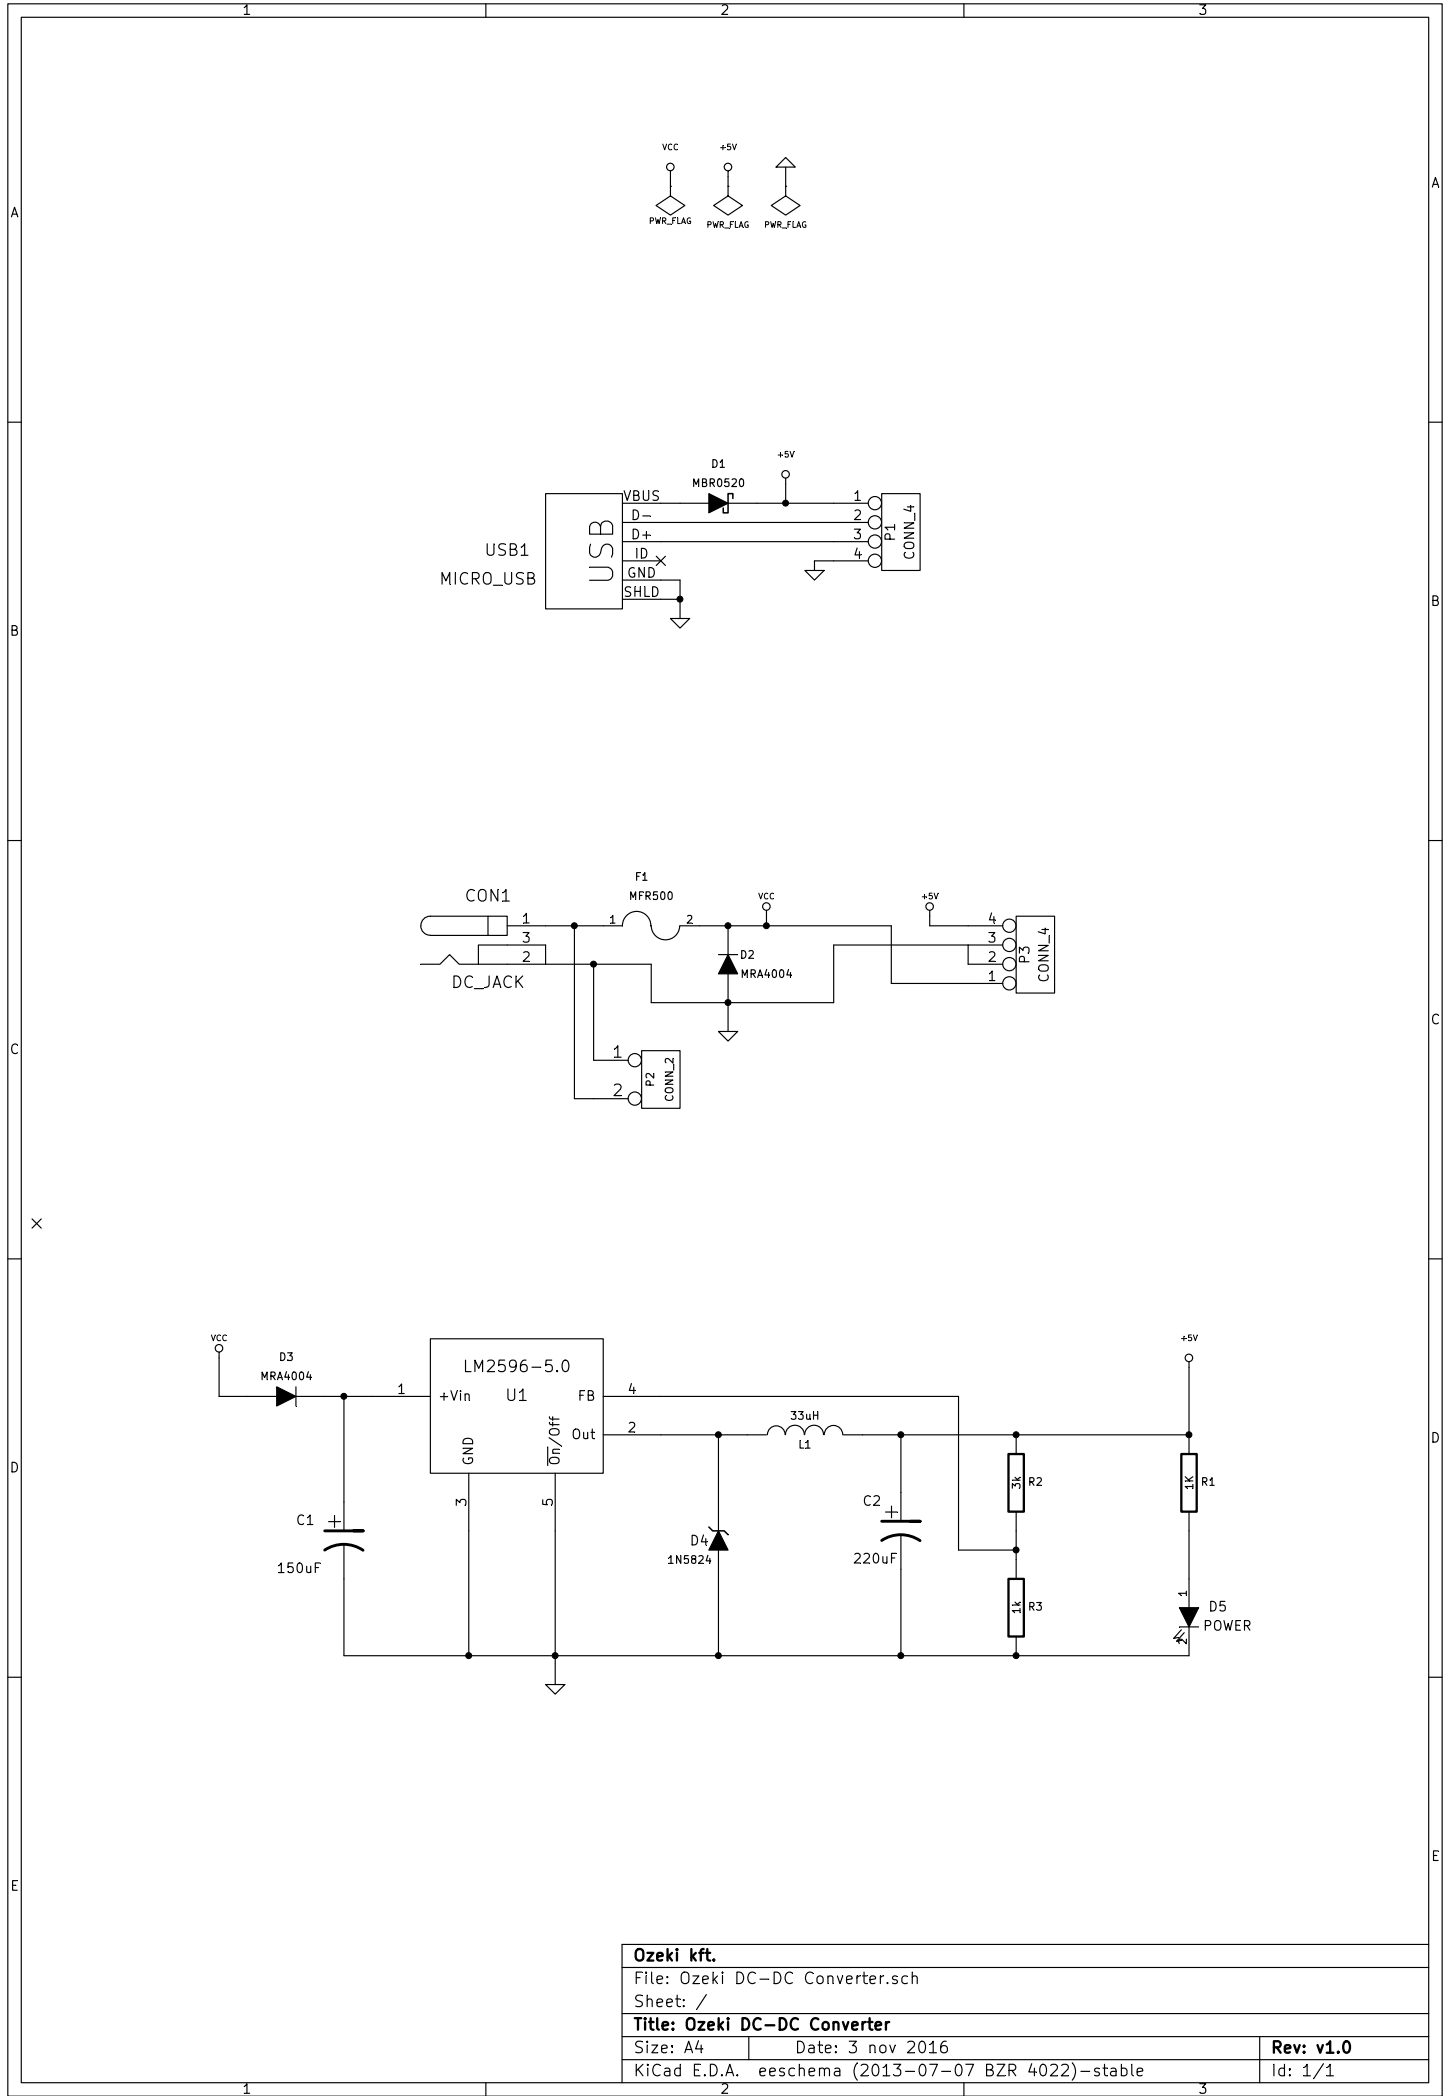 1 2 3
VCC +5V
PWR_FLAG PWR_FLAG PWR_FLAG
A A
+5V
D1
MBR0520
VBUS 1
D- 2
D+ 3
ID 4
GND
SHLD
USB
USB1
MICRO_USB
P1
CONN_4
B B
F1
MFR500
CON1
VCC +5V
1 1 2 4
3 3
2 2
1
DC_JACK
D2
MRA4004
P3
CONN_4
1
2
P2
CONN_2
C C
VCC
D3
MRA4004
1
LM2596-5.0
+Vin U1 FB 4
Out 2
GND
On/Off
3
5
33uH
L1
+5V
D D
C1 +
150uF
D4
1N5824
C2 +
220uF
3k R2
1K R1
1k R3
1
D5
POWER
2
E E
Ozeki kft.
File: Ozeki DC-DC Converter.sch
Sheet: /
Title: Ozeki DC-DC Converter
Size: A4 Date: 3 nov 2016 Rev: v1.0
KiCad E.D.A. eeschema (2013-07-07 BZR 4022)-stable Id: 1/1
1 2 3